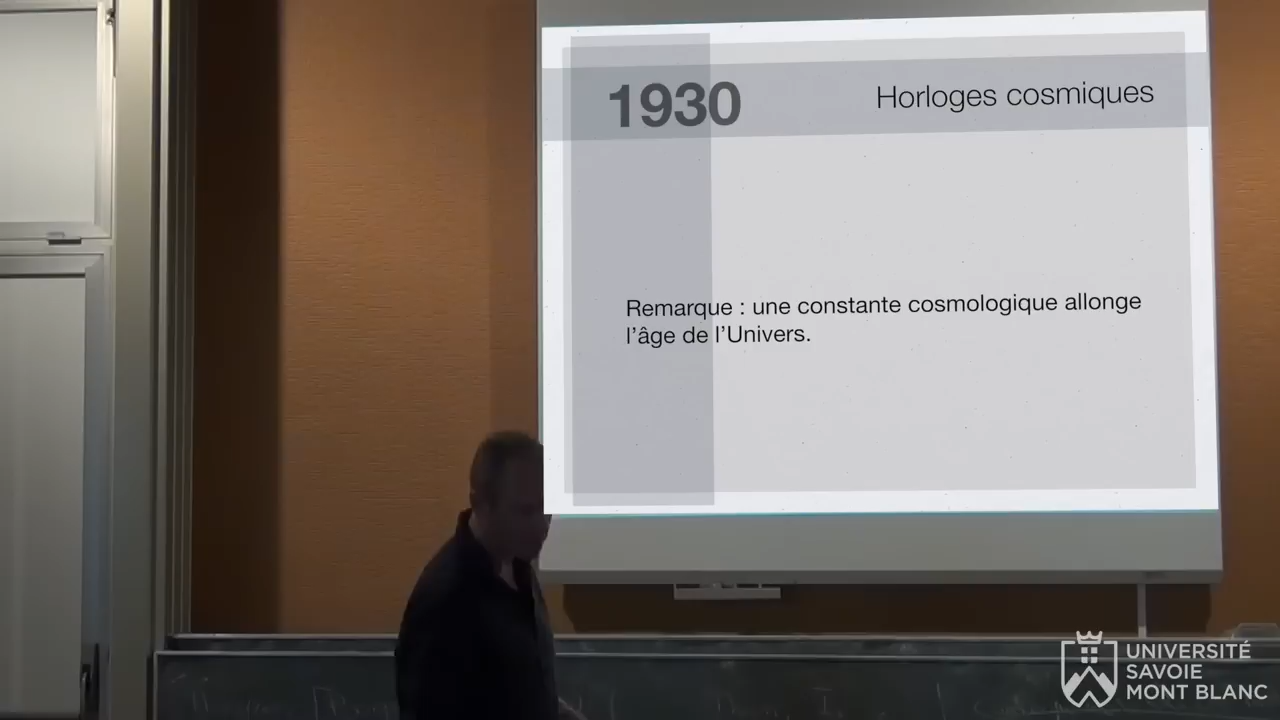 1930
Horloges cosmiques
Remarque : une constante cosmologique allonge
l'âge de l'Univers.
UNIVERSITÉ
SAVOIE
MONT BLANC